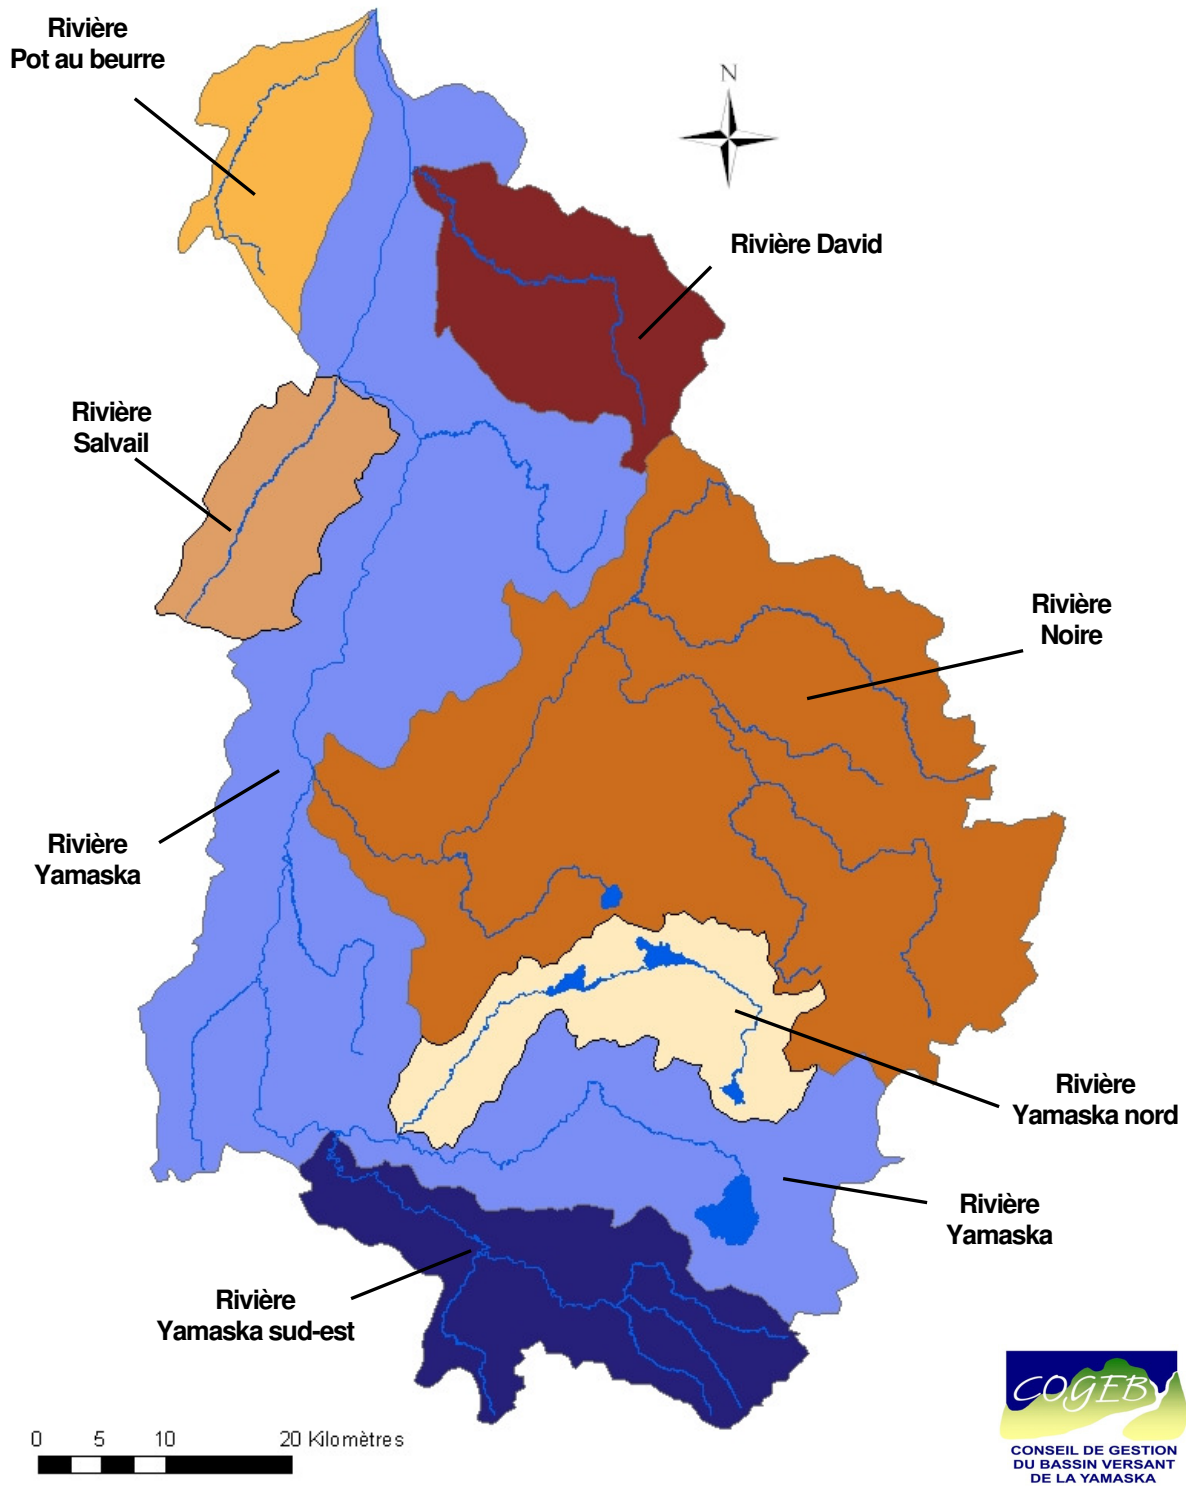 Rivière
Pot au beurre
N
Rivière David
Rivière
Salvail
Rivière
Noire
Rivière
Yamaska
Rivière
Yamaska nord
Rivière
Yamaska
Rivière
Yamaska sud-est
0 5 10 20 Kilomètres
COGEBY
CONSEIL DE GESTION
DU BASSIN VERSANT
DE LA YAMASKA